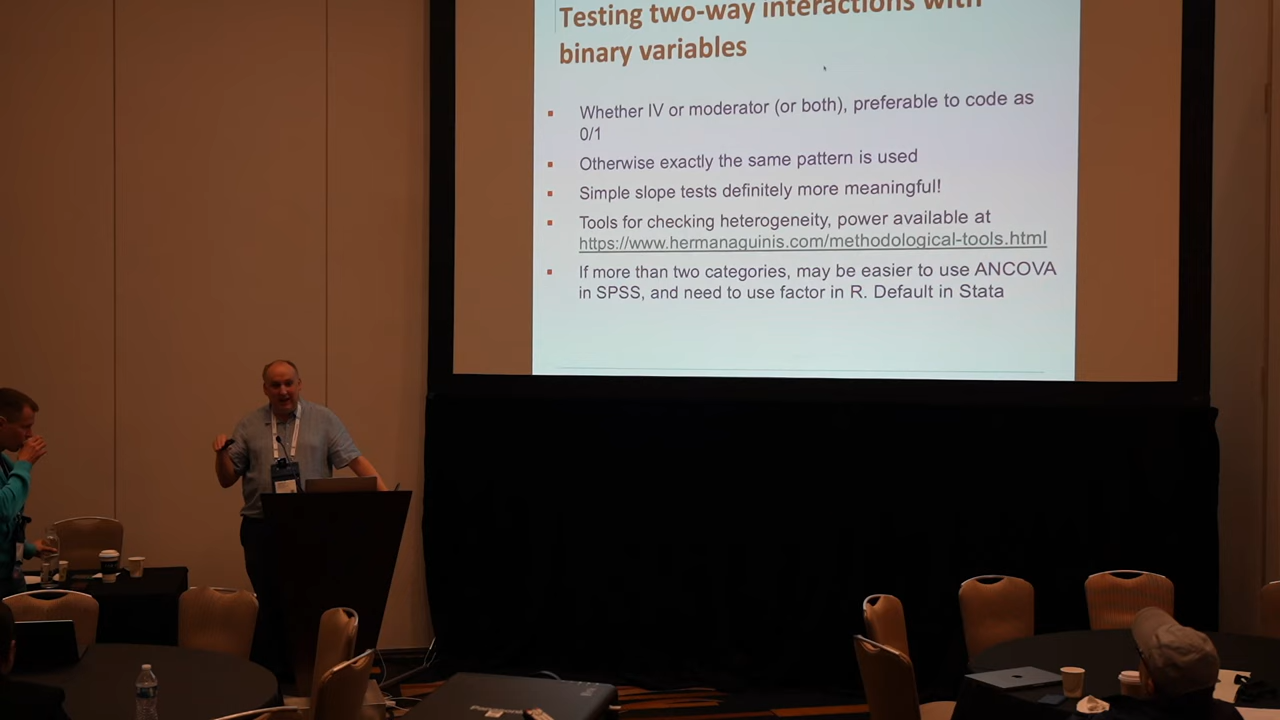 Testing two-way interactions with
binary variables
Whether IV or moderator (or both), preferable to code as
0/1
Otherwise exactly the same pattern is used
Simple slope tests definitely more meaningful!
Tools for checking heterogeneity, power available at
https://www.hermanaguinis.com/methodological-tools.html
If more than two categories, may be easier to use ANCOVA
in SPSS, and need to use factor in R. Default in Stata
Panasonic